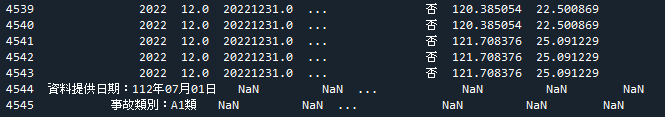 4539 2022 12.0 20221231.0 ... 否 120.385054 22.500869
4540 2022 12.0 20221231.0 ... 否 120.385054 22.500869
4541 2022 12.0 20221231.0 ... 否 121.708376 25.091229
4542 2022 12.0 20221231.0 ... 否 121.708376 25.091229
4543 2022 12.0 20221231.0 ... 否 121.708376 25.091229
4544 資料提供日期：112年07月01日 NaN NaN ... NaN NaN NaN
4545 事故類別：A1類 NaN NaN ... NaN NaN NaN